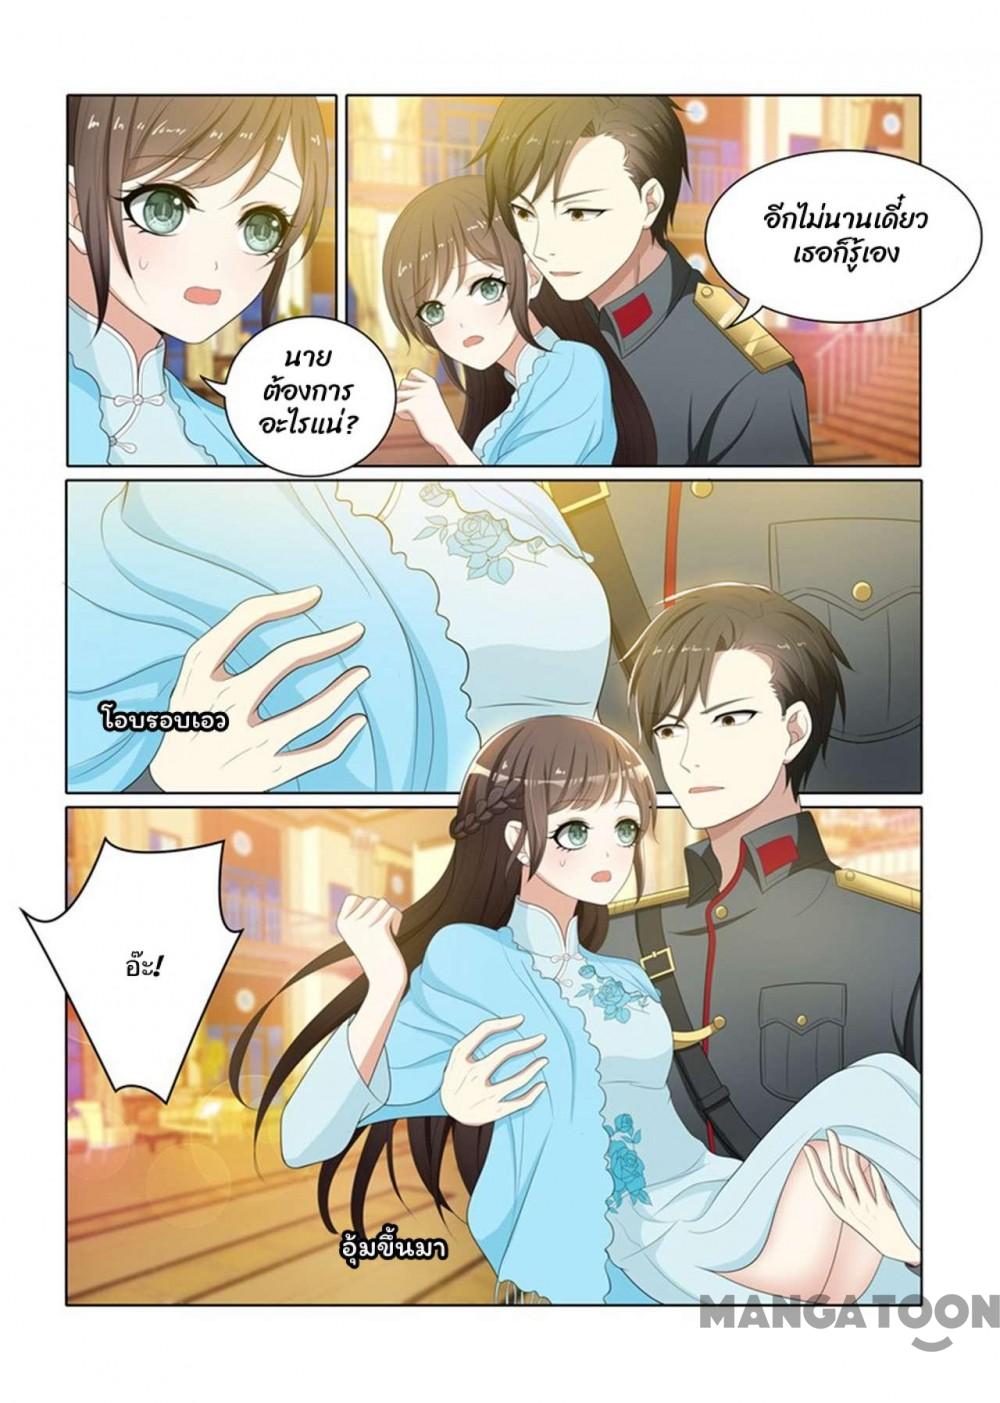 นาย
ต้องการ
อะไรแน่?
อีกไม่นานเดี๋ยว
เธอก็รู้เอง
โอบรอบเอว
อ๊ะ!
อุ้มขึ้นมา
MANGATOON